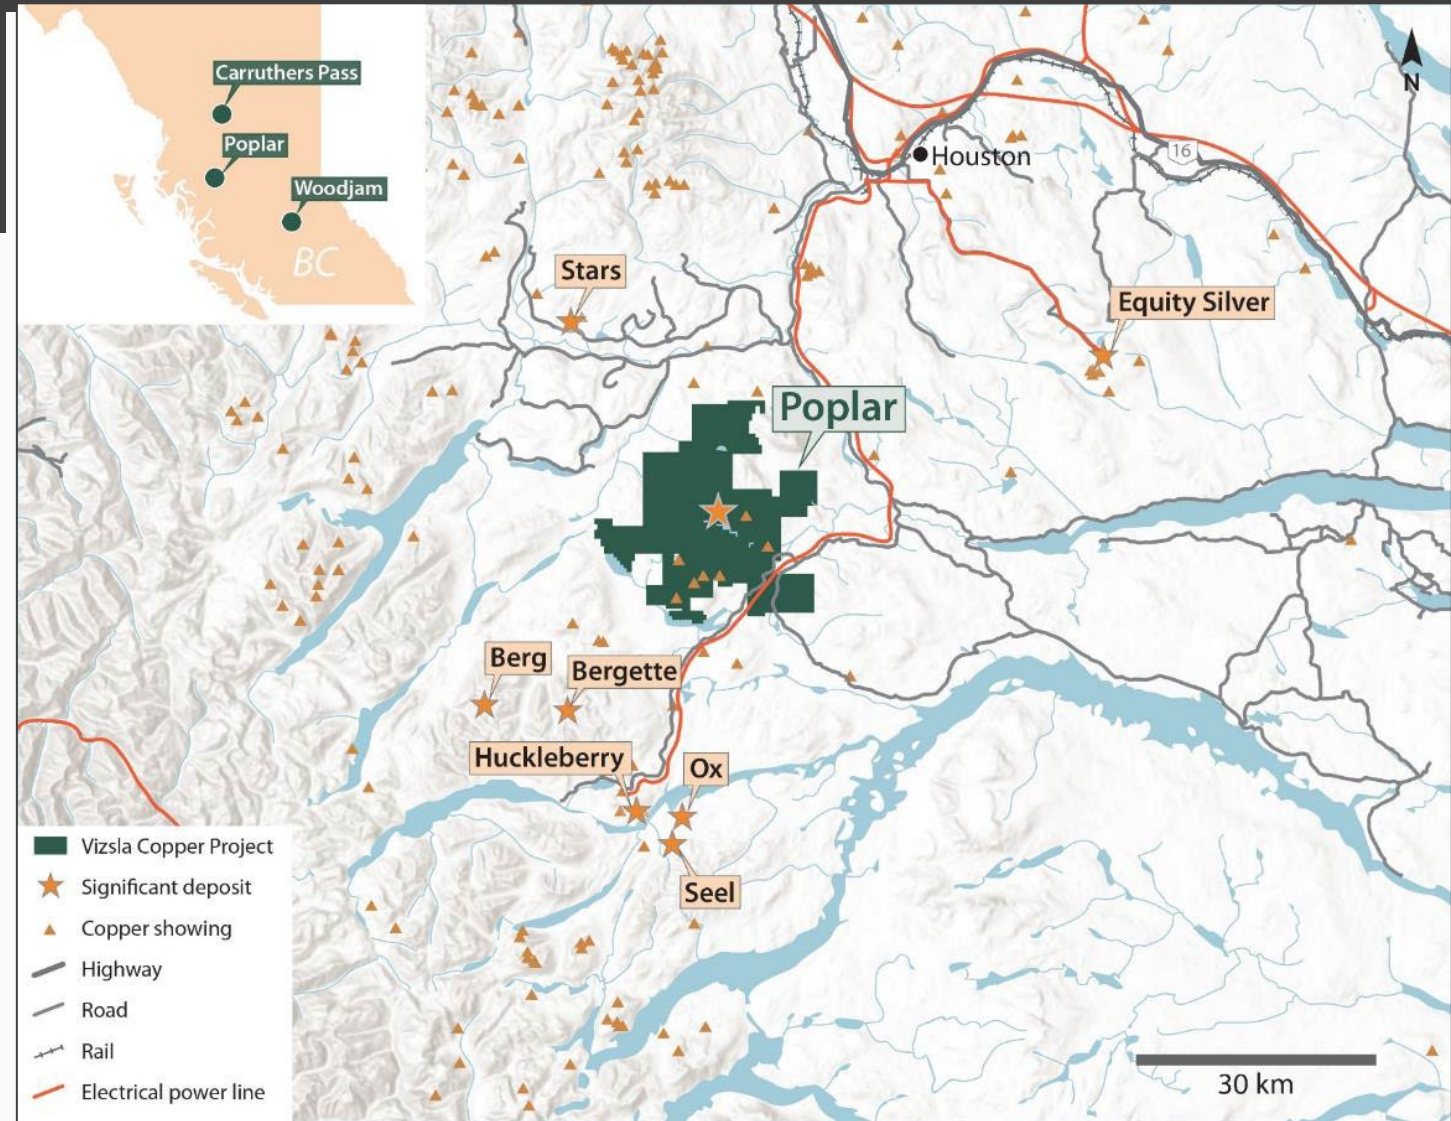 Carruthers Pass
Poplar
Woodjam
BC
N
16
Houston
Stars
Equity Silver
Poplar
Berg
Bergette
Huckleberry
Ox
Seel
Vizsla Copper Project
Significant deposit
Copper showing
Highway
Road
Rail
Electrical power line
30 km